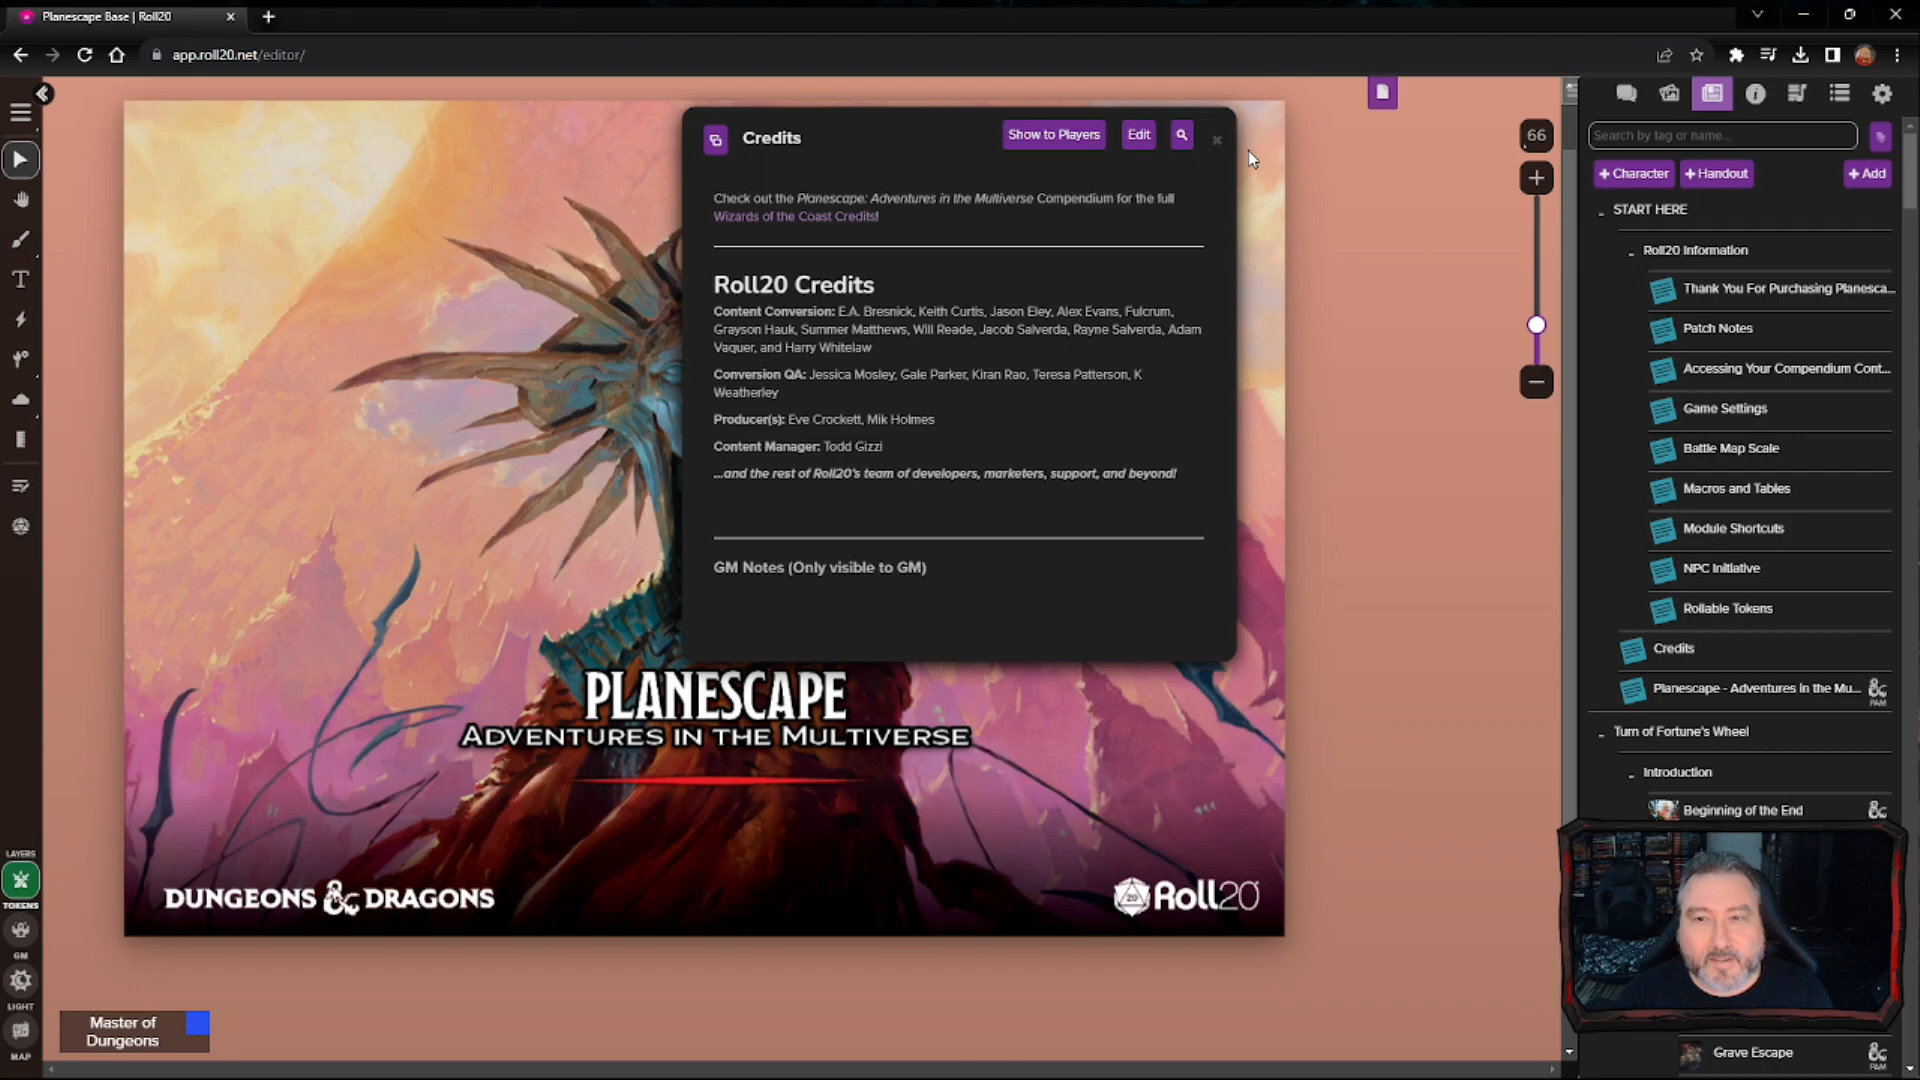 Planescape Base | Roll20
app.roll20.net/editor/
Credits
Show to Players
Edit
Check out the Planescape: Adventures in the Multiverse Compendium for the full
Wizards of the Coast Credits!
Roll20 Credits
Content Conversion: E.A. Bresnick, Keith Curtis, Jason Eley, Alex Evans, Fulcrum,
Grayson Hauk, Summer Matthews, Will Reade, Jacob Salverda, Rayne Salverda, Adam
Vaquer, and Harry Whitelaw
Conversion QA: Jessica Mosley, Gale Parker, Kiran Rao, Teresa Patterson, K
Weatherley
Producer(s): Eve Crockett, Mik Holmes
Content Manager: Todd Gizzi
...and the rest of Roll20's team of developers, marketers, support, and beyond!
GM Notes (Only visible to GM)
PLANESCAPE
ADVENTURES IN THE MULTIVERSE
DUNGEONS & DRAGONS
20
Roll20
LAYERS
TOKENS
GM
LIGHT
MAP
Master of
Dungeons
66
Search by tag or name...
+ Character
+ Handout
+ Add
START HERE
Roll20 Information
Thank You For Purchasing Planesca...
Patch Notes
Accessing Your Compendium Cont...
Game Settings
Battle Map Scale
Macros and Tables
Module Shortcuts
NPC Initiative
Rollable Tokens
Credits
Planescape - Adventures in the Mu...
PAM
Turn of Fortune's Wheel
Introduction
Beginning of the End
Grave Escape
PAM